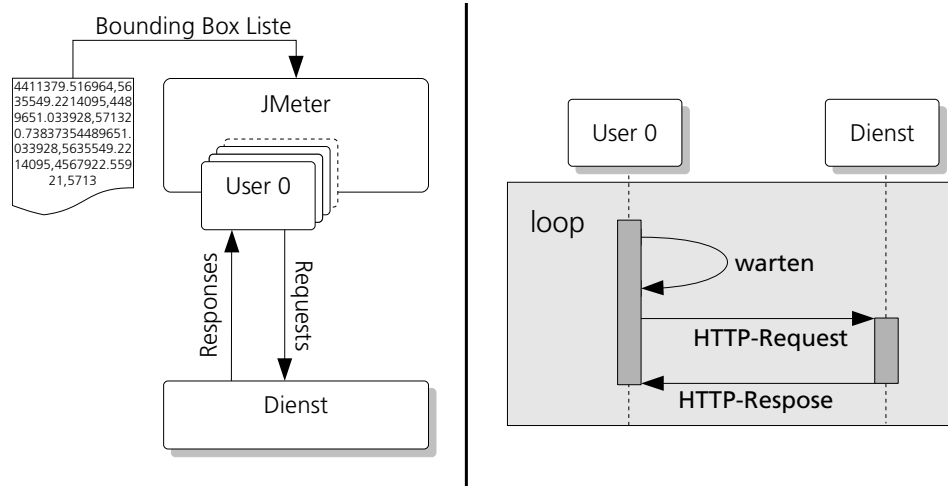 Bounding Box Liste
4411379.516964,56
35549.2214095,448
9651.033928,57132
0.73837354489651.
033928,5635549.22
14095,4567922.559
21,5713
JMeter
User 0
Responses
Requests
Dienst
User 0
Dienst
loop
warten
HTTP-Request
HTTP-Respose